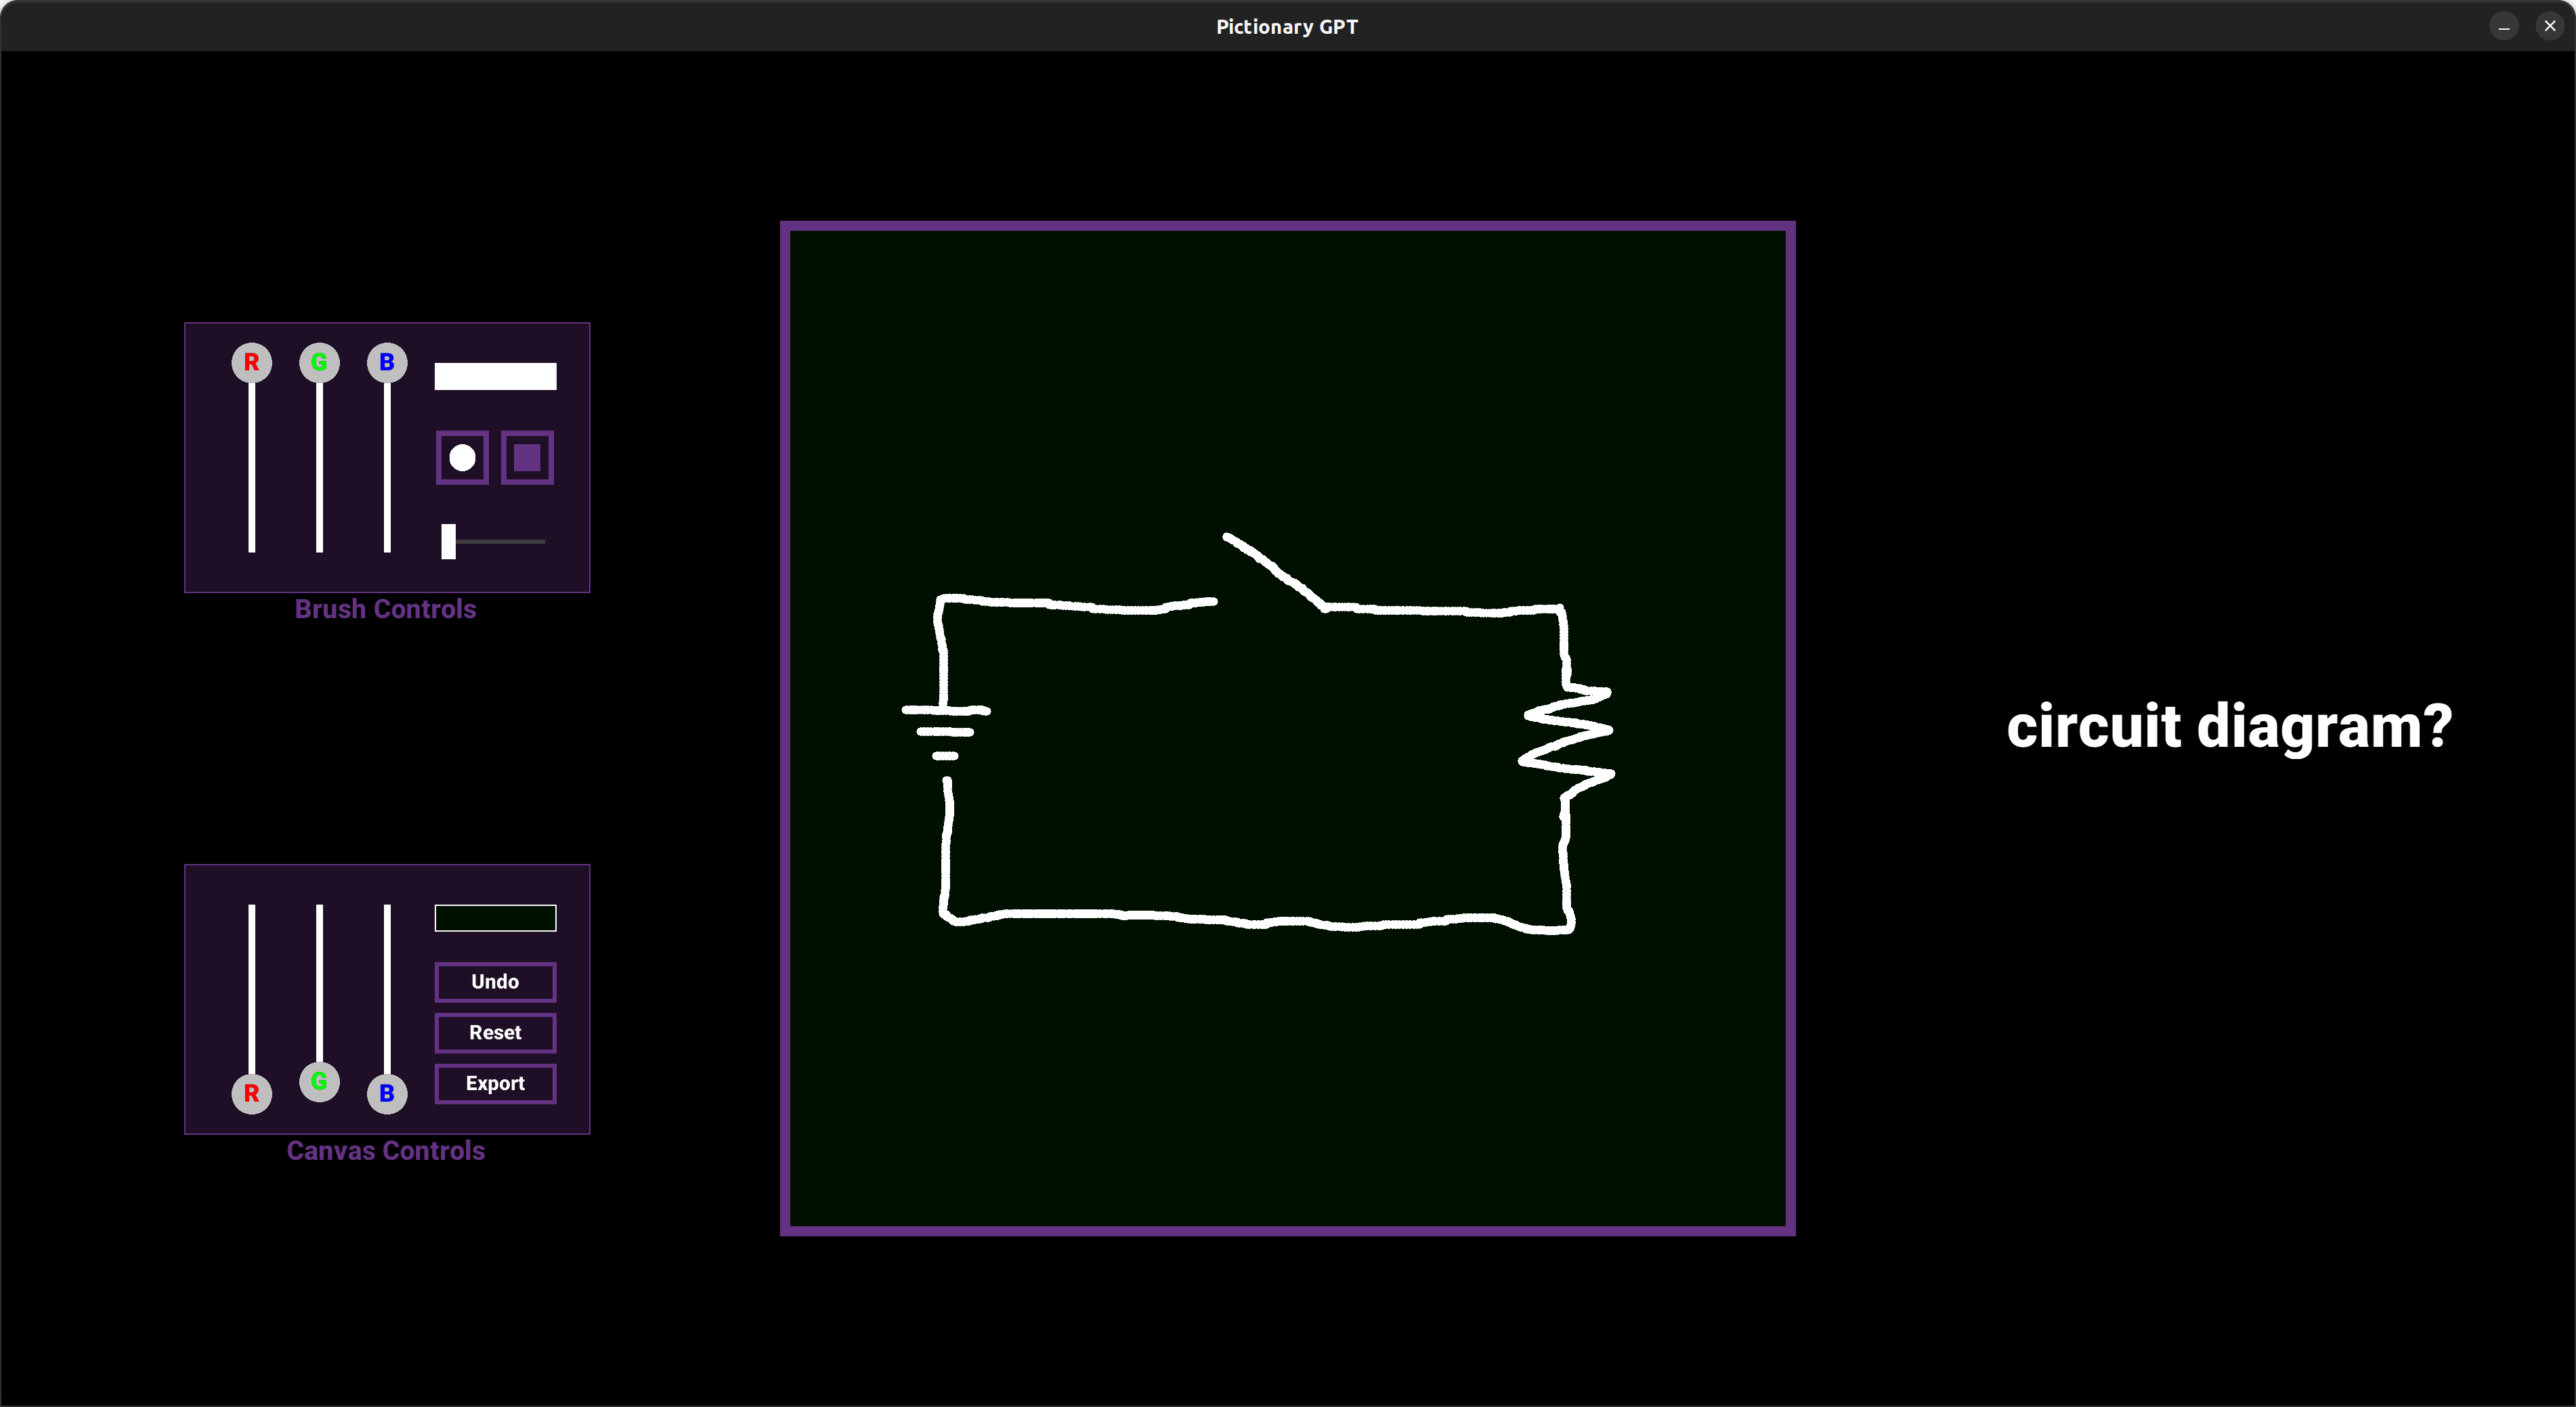 Pictionary GPT
R G B
Brush Controls
circuit diagram?
Undo
Reset
Export
R G B
Canvas Controls